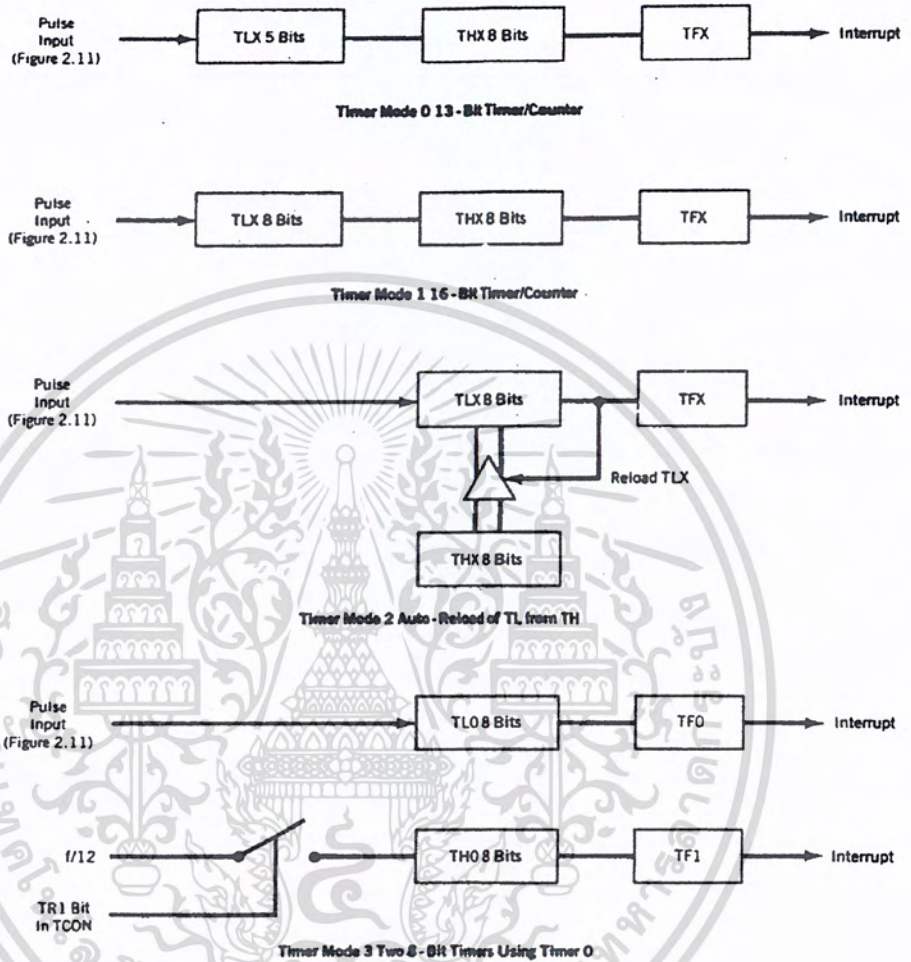 Pulse
Input
(Figure 2.11)
TLX 5 Bits
THX 8 Bits
TFX
Interrupt
Timer Mode 0 13-Bit Timer/Counter
Pulse
Input
(Figure 2.11)
TLX 8 Bits
THX 8 Bits
TFX
Interrupt
Timer Mode 1 16-Bit Timer/Counter
Pulse
Input
(Figure 2.11)
TLX 8 Bits
TFX
Interrupt
Reload TLX
THX 8 Bits
Timer Mode 2 Auto-Reload of TL from TH
Pulse
Input
(Figure 2.11)
TL0 8 Bits
TF0
Interrupt
f/12
TH0 8 Bits
TF1
Interrupt
TR1 Bit
In TCON
Timer Mode 3 Two 8-Bit Timers Using Timer 0